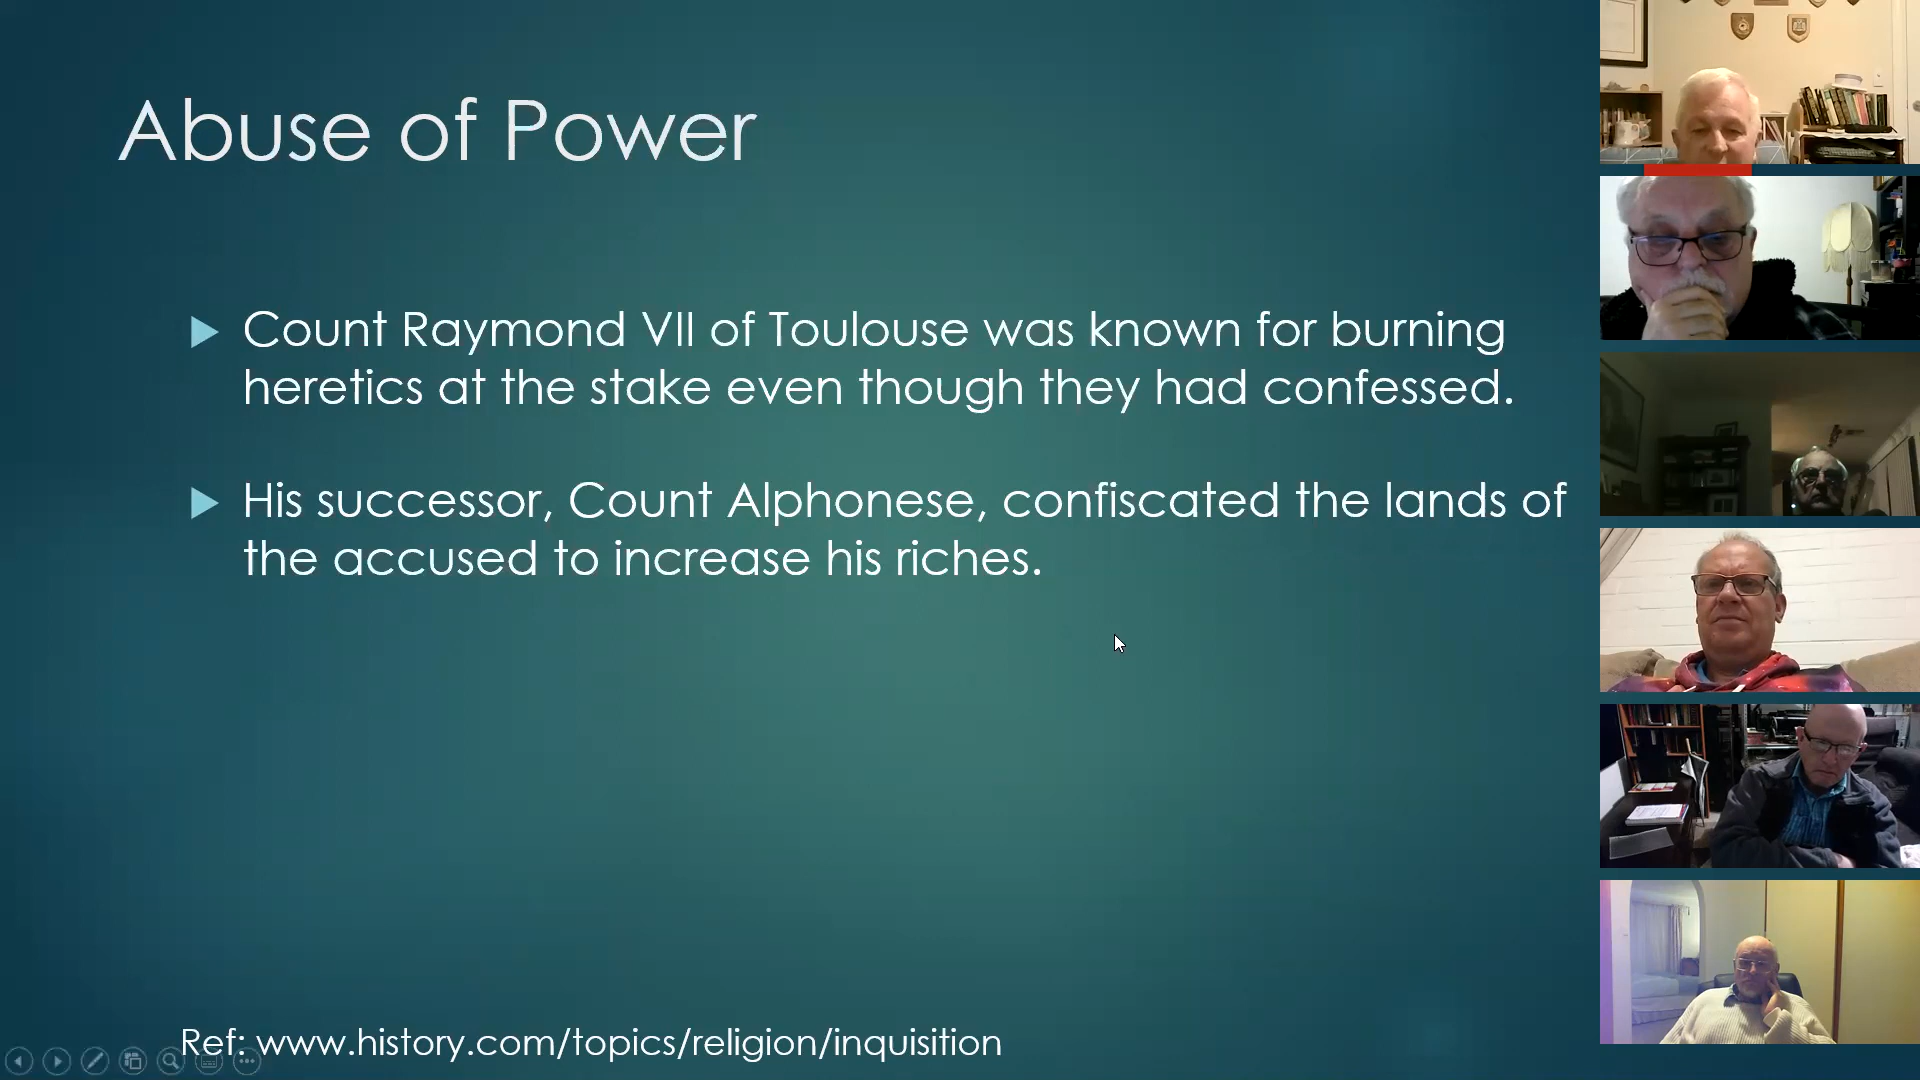 Abuse of Power
Count Raymond VII of Toulouse was known for burning
heretics at the stake even though they had confessed.
His successor, Count Alphonese, confiscated the lands of
the accused to increase his riches.
Ref: www.history.com/topics/religion/inquisition